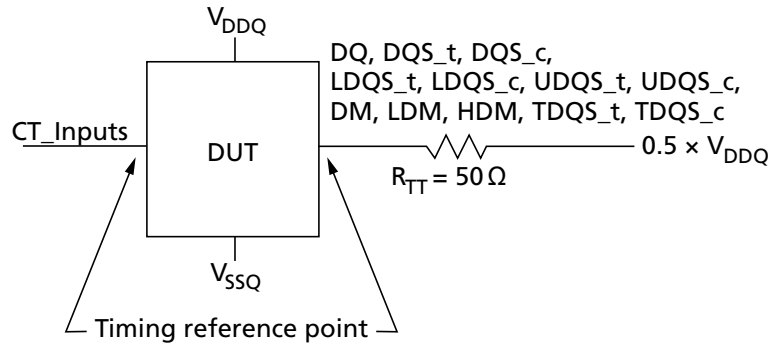 V_DDQ
DQ, DQS_t, DQS_c,
LDQS_t, LDQS_c, UDQS_t, UDQS_c,
DM, LDM, HDM, TDQS_t, TDQS_c
CT_Inputs
DUT
0.5 × V_DDQ
R_TT = 50 Ω
V_SSQ
Timing reference point